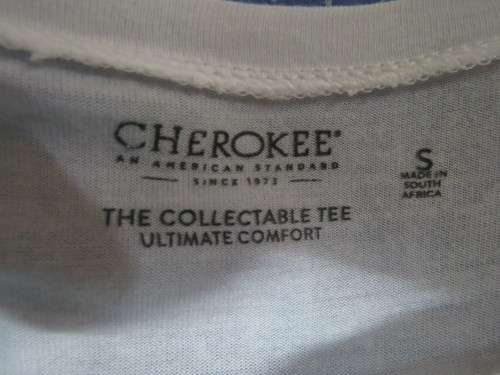 CHEROKEE®
AN AMERICAN STANDARD
SINCE 1973
THE COLLECTABLE TEE
ULTIMATE COMFORT
S
MADE IN
SOUTH
AFRICA